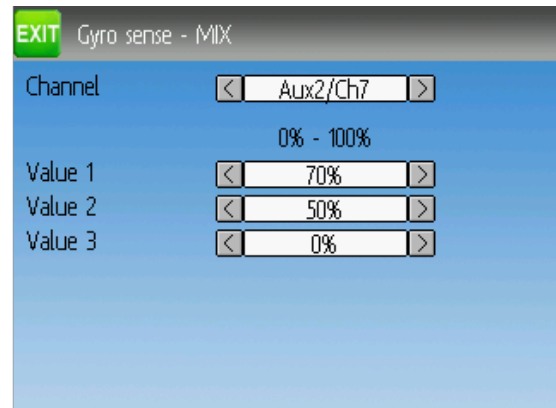 EXIT Gyro sense - MIX
Channel < Aux2/Ch7 >
0% - 100%
Value 1 < 70% >
Value 2 < 50% >
Value 3 < 0% >